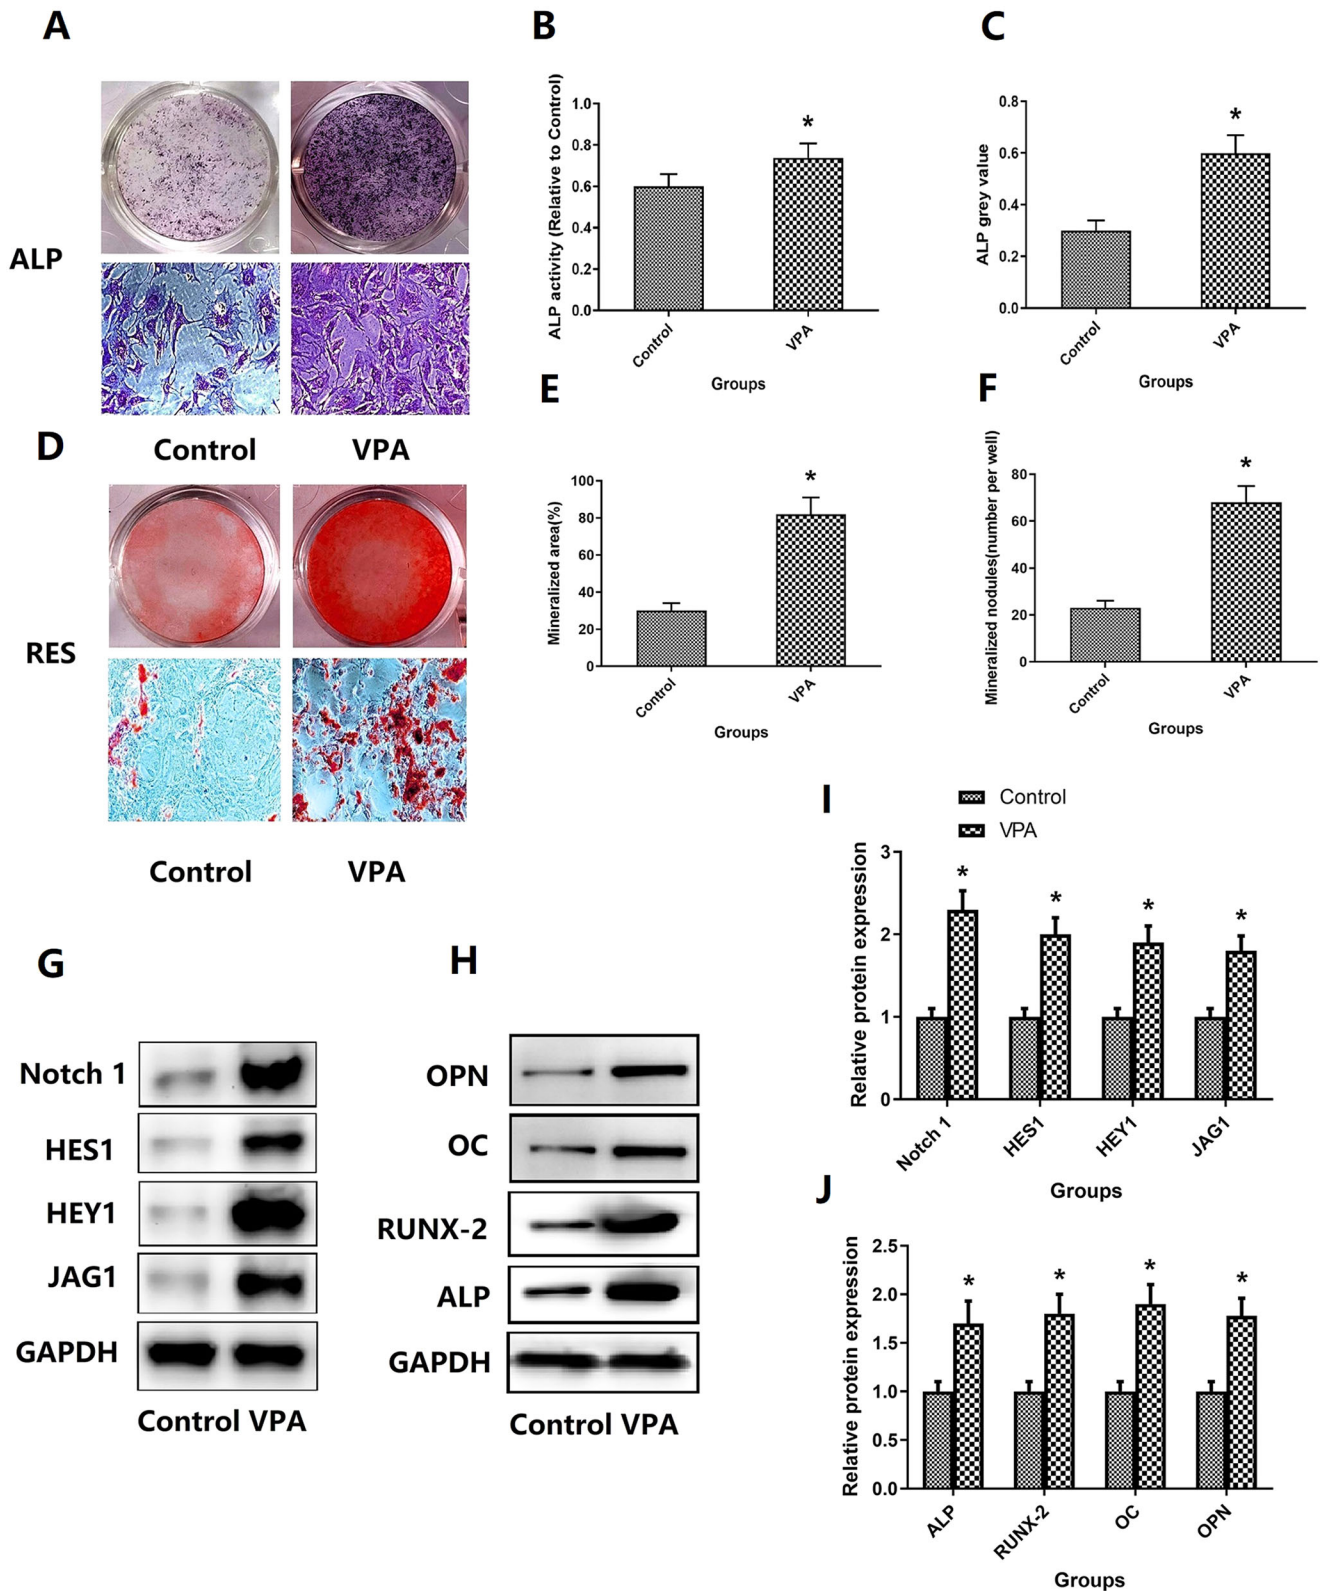 A
ALP
Control VPA
B
ALP activity (Relative to Control)
1.0
0.8
0.6
0.4
0.2
0.0
*
Control
VPA
Groups
C
ALP grey value
0.8
0.6
0.4
0.2
0.0
*
Control
VPA
Groups
D
RES
Control VPA
E
Mineralized area(%)
100
80
60
40
20
0
*
Control
VPA
Groups
F
Mineralized nodules(number per well)
80
60
40
20
0
*
Control
VPA
Groups
G
Notch 1
HES1
HEY1
JAG1
GAPDH
Control VPA
H
OPN
OC
RUNX-2
ALP
GAPDH
Control VPA
I
Control
VPA
Relative protein expression
3
2
1
0
* * * *
Notch 1
HES1
HEY1
JAG1
Groups
J
Relative protein expression
2.5
2.0
1.5
1.0
0.5
0.0
* * * *
ALP
RUNX-2
OC
OPN
Groups